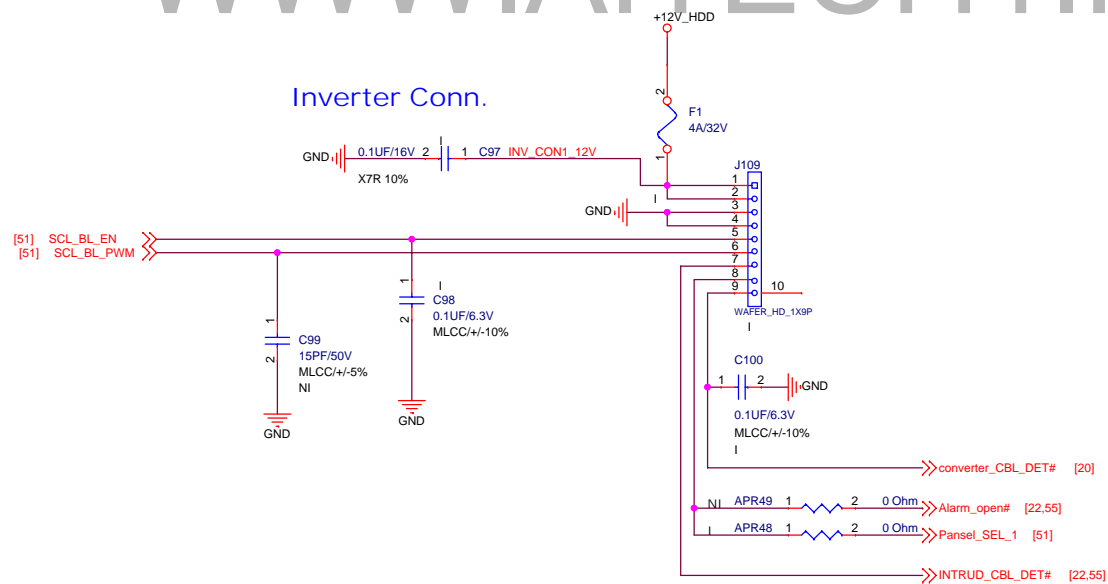 +12V_HDD
Inverter Conn.
2
F1
4A/32V
1
I
GND 0.1UF/16V 2 1 C97 INV_CON1_12V
X7R 10%
J109
1
I
2
GND
3
4
[51] SCL_BL_EN
5
[51] SCL_BL_PWM
6
7
8
9 10
WAFER_HD_1X9P
I
1
I
C98
0.1UF/6.3V
MLCC/+/-10%
2
GND
1
C99
15PF/50V
MLCC/+/-5%
NI
2
GND
C100
1 2 GND
0.1UF/6.3V
MLCC/+/-10%
I
converter_CBL_DET# [20]
NI APR49 1 2 0 Ohm Alarm_open# [22,55]
I APR48 1 2 0 Ohm Pansel_SEL_1 [51]
INTRUD_CBL_DET# [22,55]